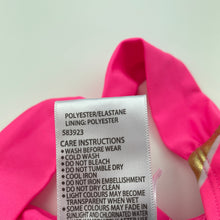 POLYESTER/ELASTANE
LINING: POLYESTER
583923
CARE INSTRUCTIONS
• WASH BEFORE WEAR
• COLD WASH
• DO NOT BLEACH
• DO NOT TUMBLE DRY
• COOL IRON
• DO NOT IRON EMBELLISHMENT
• DO NOT DRY CLEAN
• LIGHT COLOURS MAY BECOME
TRANSPARENT WHEN WET
• SOME COLOURS MAY FADE IN
SUNLIGHT AND CHLORINATED WATER